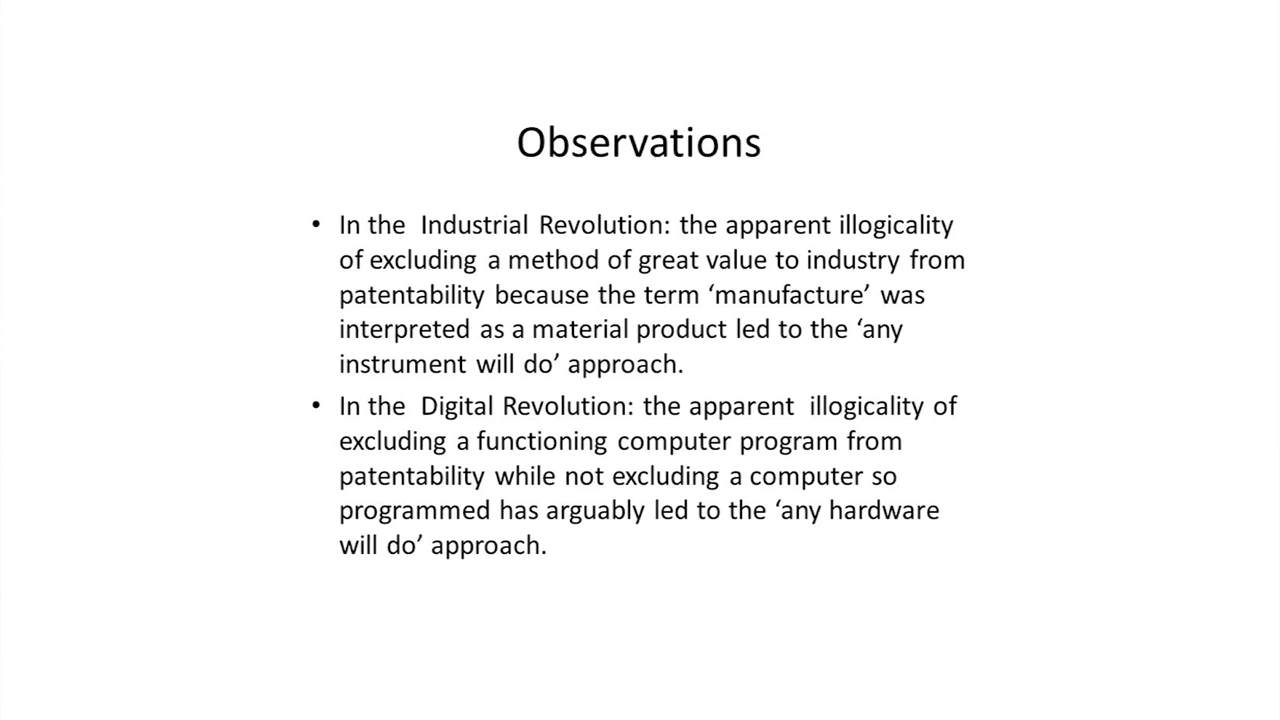 Observations
• In the Industrial Revolution: the apparent illogicality
of excluding a method of great value to industry from
patentability because the term ‘manufacture’ was
interpreted as a material product led to the ‘any
instrument will do’ approach.
• In the Digital Revolution: the apparent illogicality of
excluding a functioning computer program from
patentability while not excluding a computer so
programmed has arguably led to the ‘any hardware
will do’ approach.